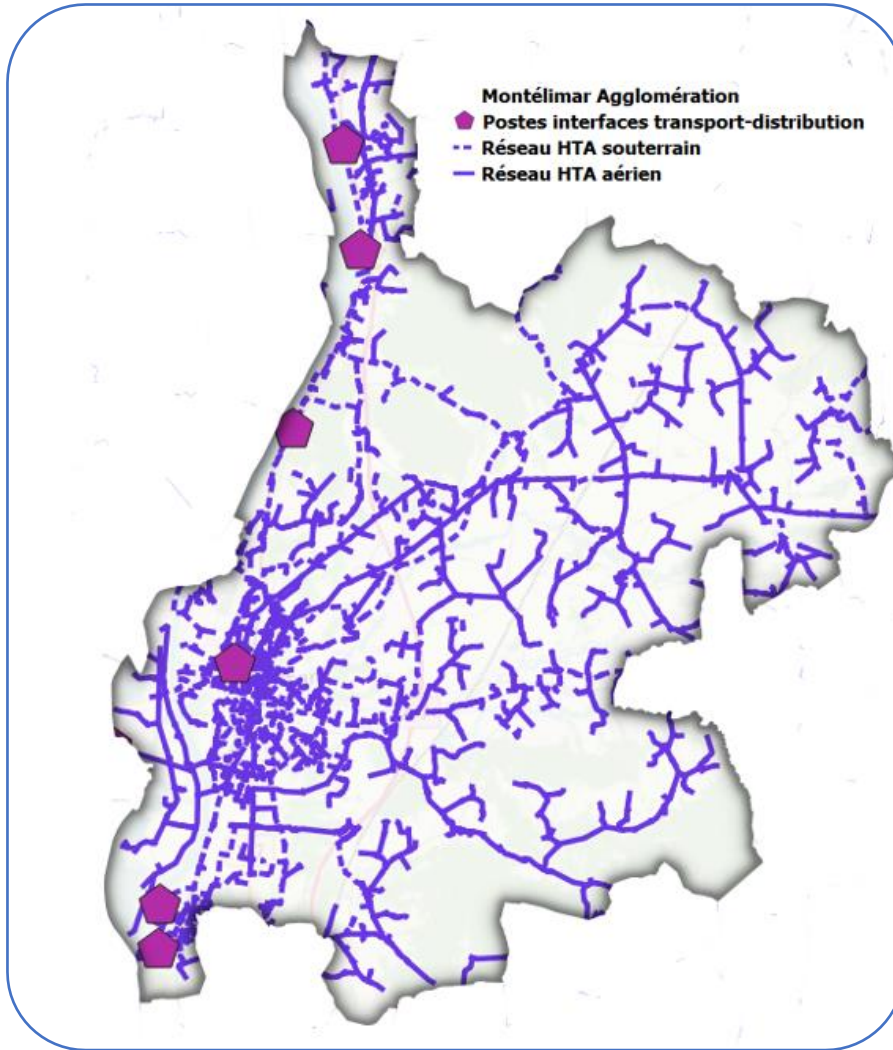 Montélimar Agglomération
Postes interfaces transport-distribution
Réseau HTA souterrain
Réseau HTA aérien